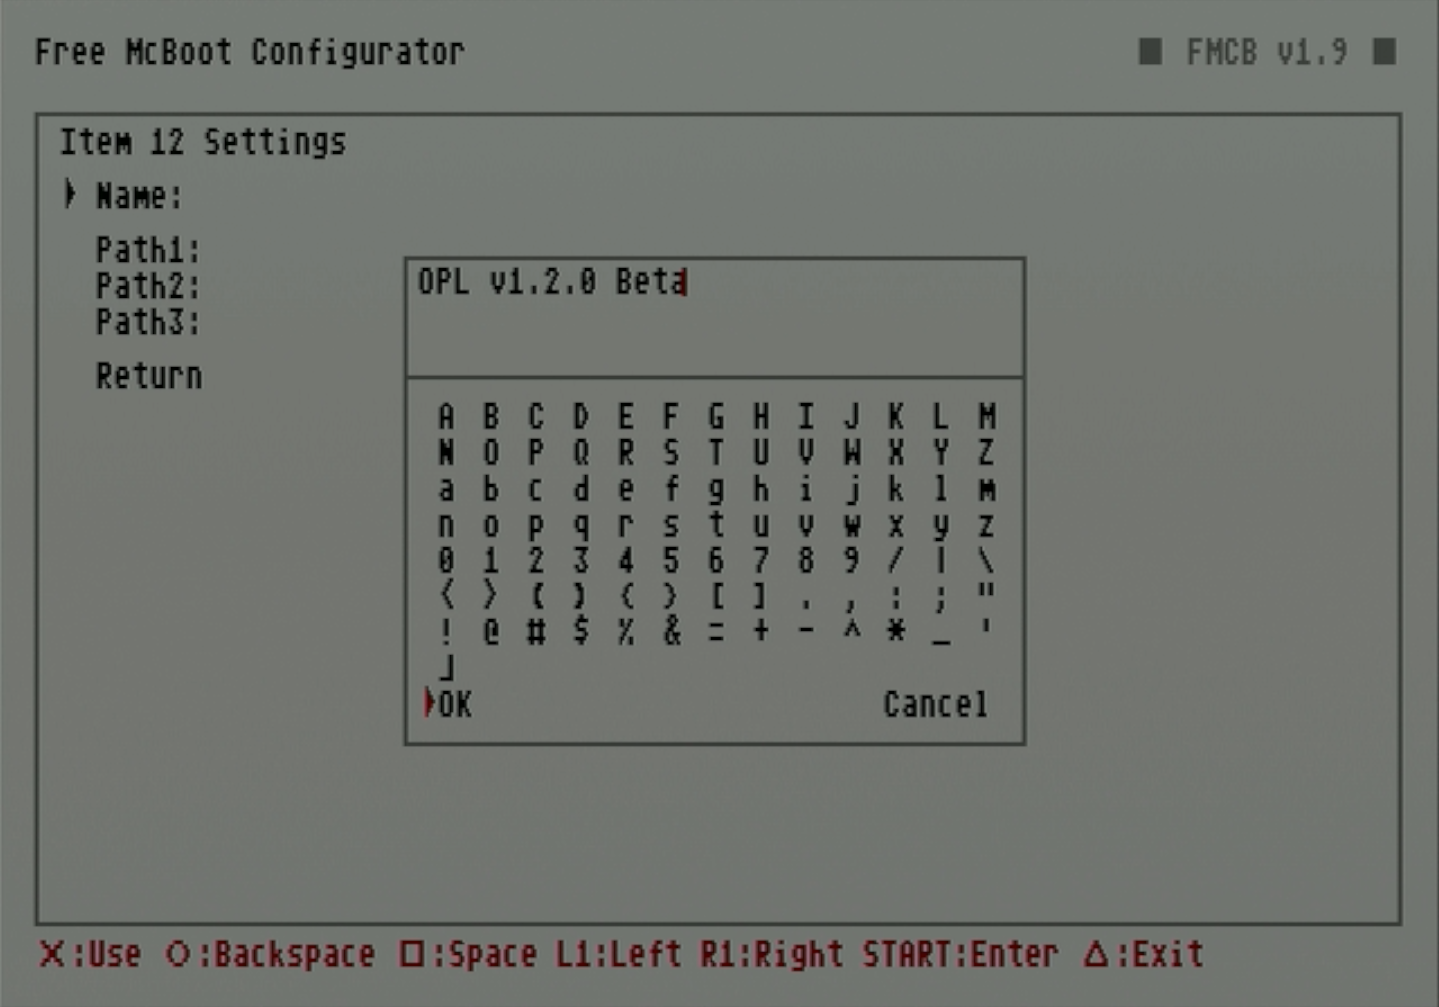 Free McBoot Configurator
■ FMCB v1.9 ■
Item 12 Settings
Name:
Path1:
Path2:
Path3:
Return
OPL v1.2.0 Beta
A B C D E F G H I J K L M
N O P Q R S T U V W X Y Z
a b c d e f g h i j k l m
n o p q r s t u v w x y z
0 1 2 3 4 5 6 7 8 9 / | \
< > { } ( ) [ ] . , : ; "
! @ # $ % & = + - ^ * _ '
┘
OK Cancel
X:Use O:Backspace □:Space L1:Left R1:Right START:Enter △:Exit